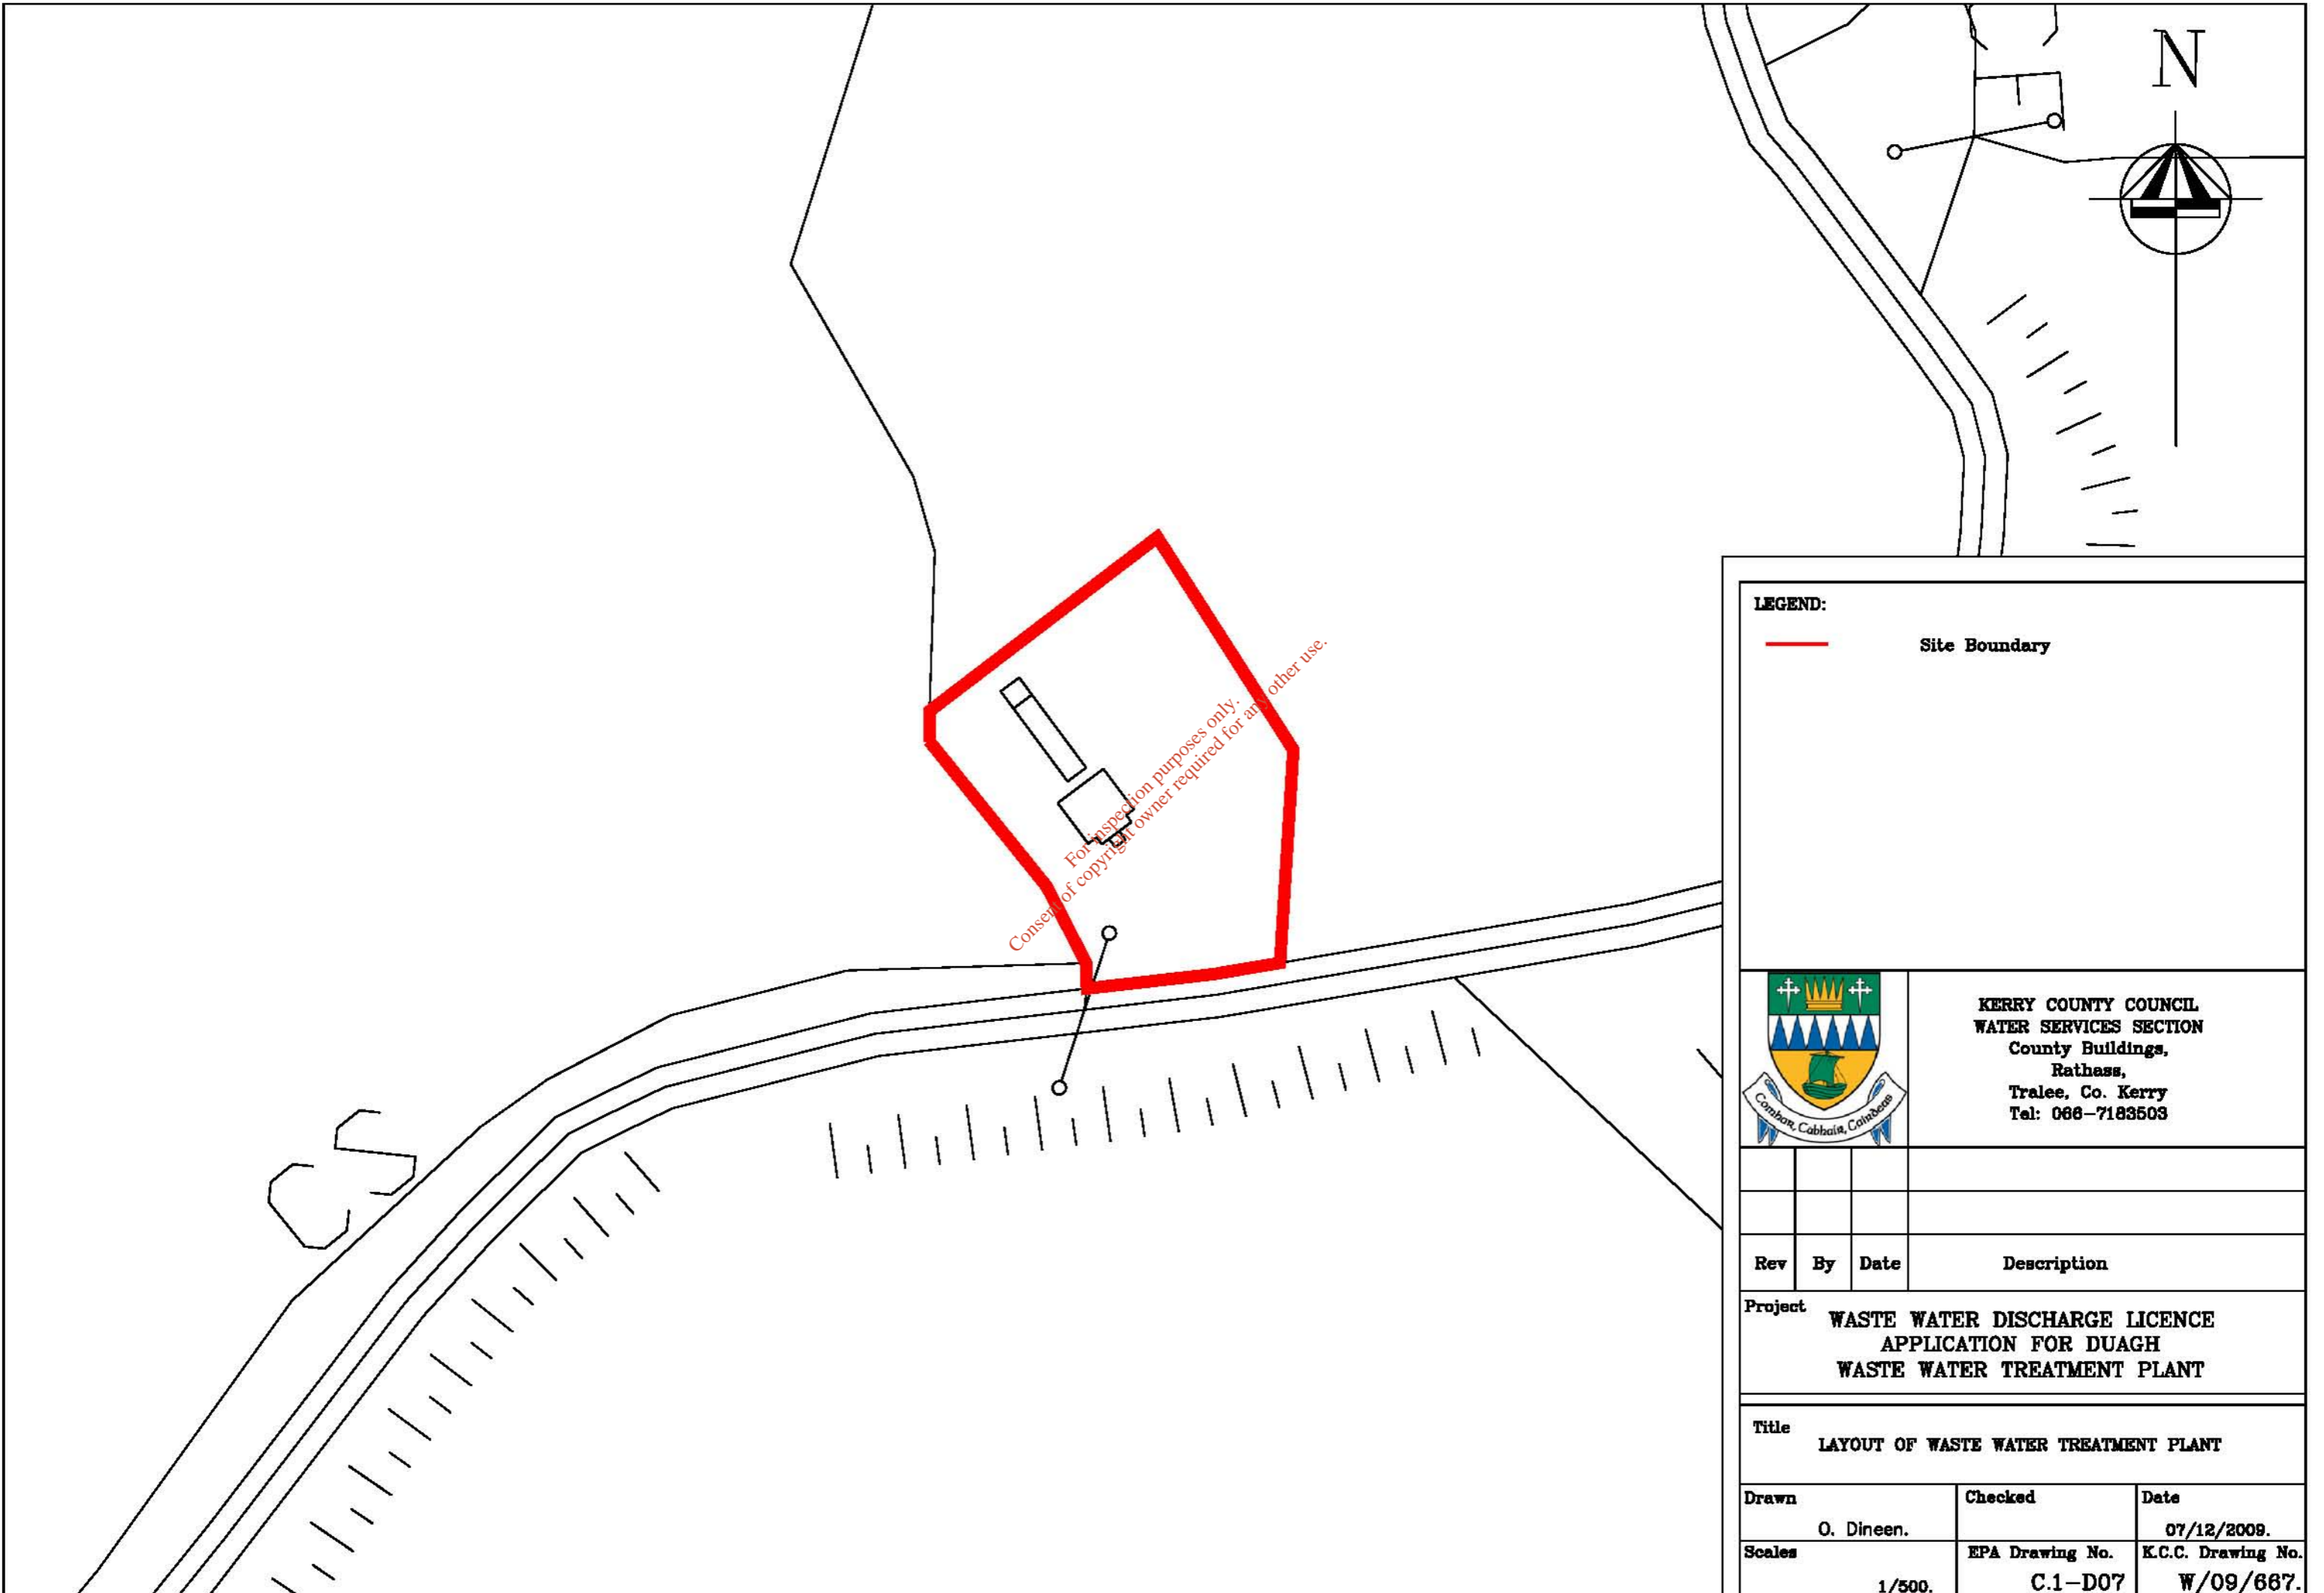 N
For inspection purposes only.
Consent of copyright owner required for any other use.
LEGEND:
Site Boundary
KERRY COUNTY COUNCIL
WATER SERVICES SECTION
County Buildings,
Rathass,
Tralee, Co. Kerry
Tel: 066-7183503
Comhar, Cabhair, Cairdeas
Rev By Date Description
Project
WASTE WATER DISCHARGE LICENCE
APPLICATION FOR DUAGH
WASTE WATER TREATMENT PLANT
Title
LAYOUT OF WASTE WATER TREATMENT PLANT
Drawn Checked Date
O. Dineen. 07/12/2009.
Scales EPA Drawing No. K.C.C. Drawing No.
1/500. C.1-D07 W/09/667.